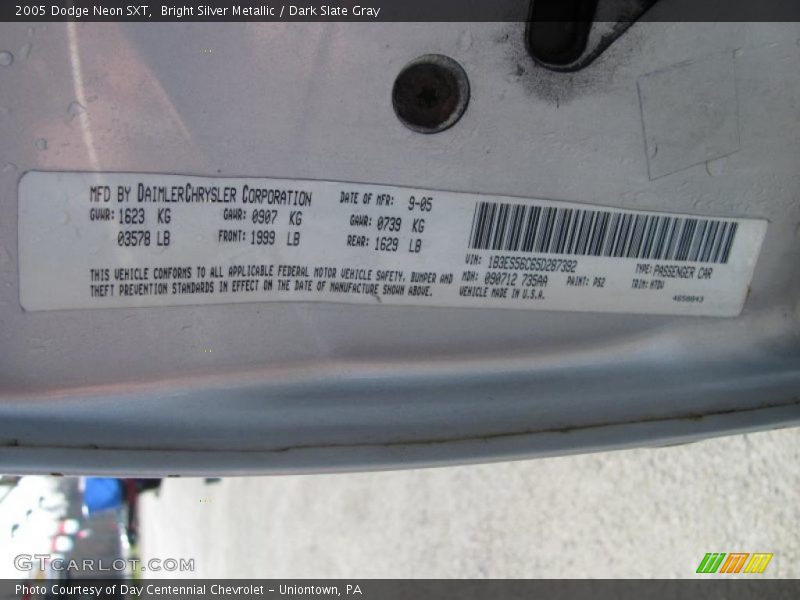 2005 Dodge Neon SXT,  Bright Silver Metallic / Dark Slate Gray
MFD BY DAIMLERCHRYSLER CORPORATION DATE OF MFR: 9-05
GVWR: 1623 KG GAWR: 0907 KG GAWR: 0739 KG
03578 LB FRONT: 1999 LB REAR: 1629 LB
THIS VEHICLE CONFORMS TO ALL APPLICABLE FEDERAL MOTOR VEHICLE SAFETY, BUMPER AND
THEFT PREVENTION STANDARDS IN EFFECT ON THE DATE OF MANUFACTURE SHOWN ABOVE.
VIN: 1B3ES56C65D287392 TYPE: PASSENGER CAR
MDH: 090712 735AA PAINT: PS2 TRIM: HTDV
VEHICLE MADE IN U.S.A. 4658843
GTCARLOT.COM
Photo Courtesy of Day Centennial Chevrolet - Uniontown, PA